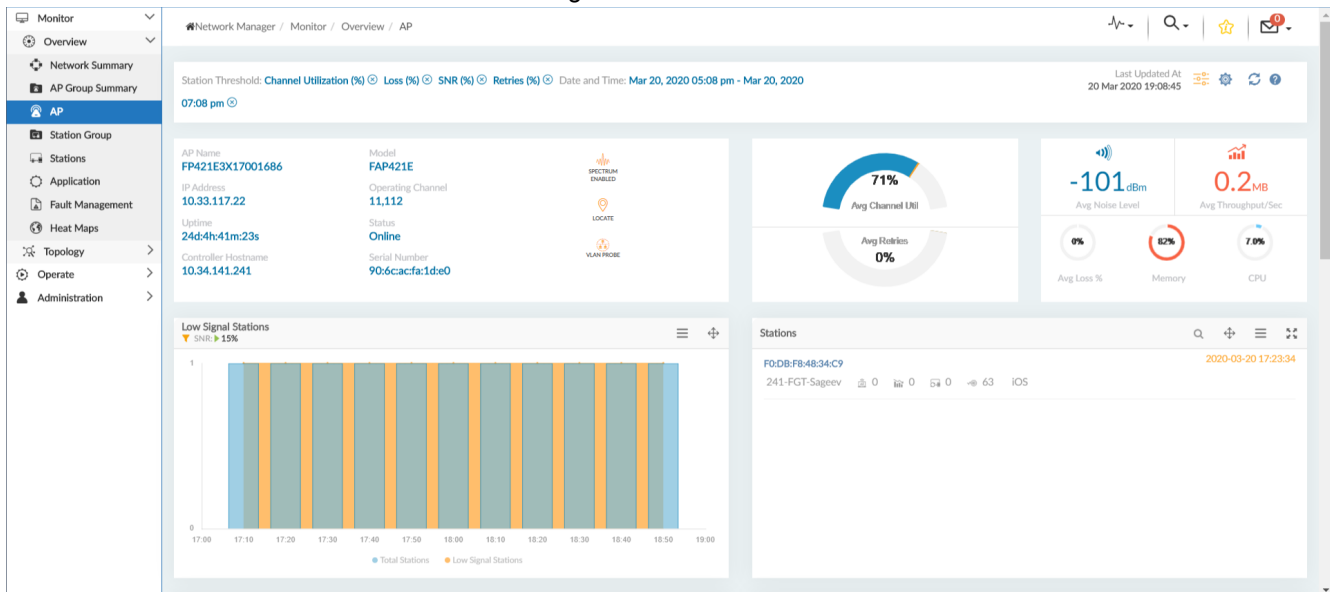 Monitor
Overview
Network Summary
AP Group Summary
AP
Station Group
Stations
Application
Fault Management
Heat Maps
Topology
Operate
Administration
Network Manager / Monitor / Overview / AP
0
Station Threshold: Channel Utilization (%) Loss (%) SNR (%) Retries (%) Date and Time: Mar 20, 2020 05:08 pm - Mar 20, 2020
07:08 pm
Last Updated At
20 Mar 2020 19:08:45
AP Name
FP421E3X17001686
Model
FAP421E
IP Address
10.33.117.22
Operating Channel
11,112
Uptime
24d:4h:41m:23s
Status
Online
Controller Hostname
10.34.141.241
Serial Number
90:6c:ac:fa:1d:e0
SPECTRUM
ENABLED
LOCATE
VLAN PROBE
71%
Avg Channel Util
Avg Retries
0%
-101 dBm
Avg Noise Level
0.2 MB
Avg Throughput/Sec
0%
Avg Loss %
82%
Memory
7.0%
CPU
Low Signal Stations
SNR: 15%
1
0
17:00 17:10 17:20 17:30 17:40 17:50 18:00 18:10 18:20 18:30 18:40 18:50 19:00
Total Stations Low Signal Stations
Stations
F0:DB:F8:48:34:C9
2020-03-20 17:23:34
241-FGT-Sageev 0 0 0 63 iOS